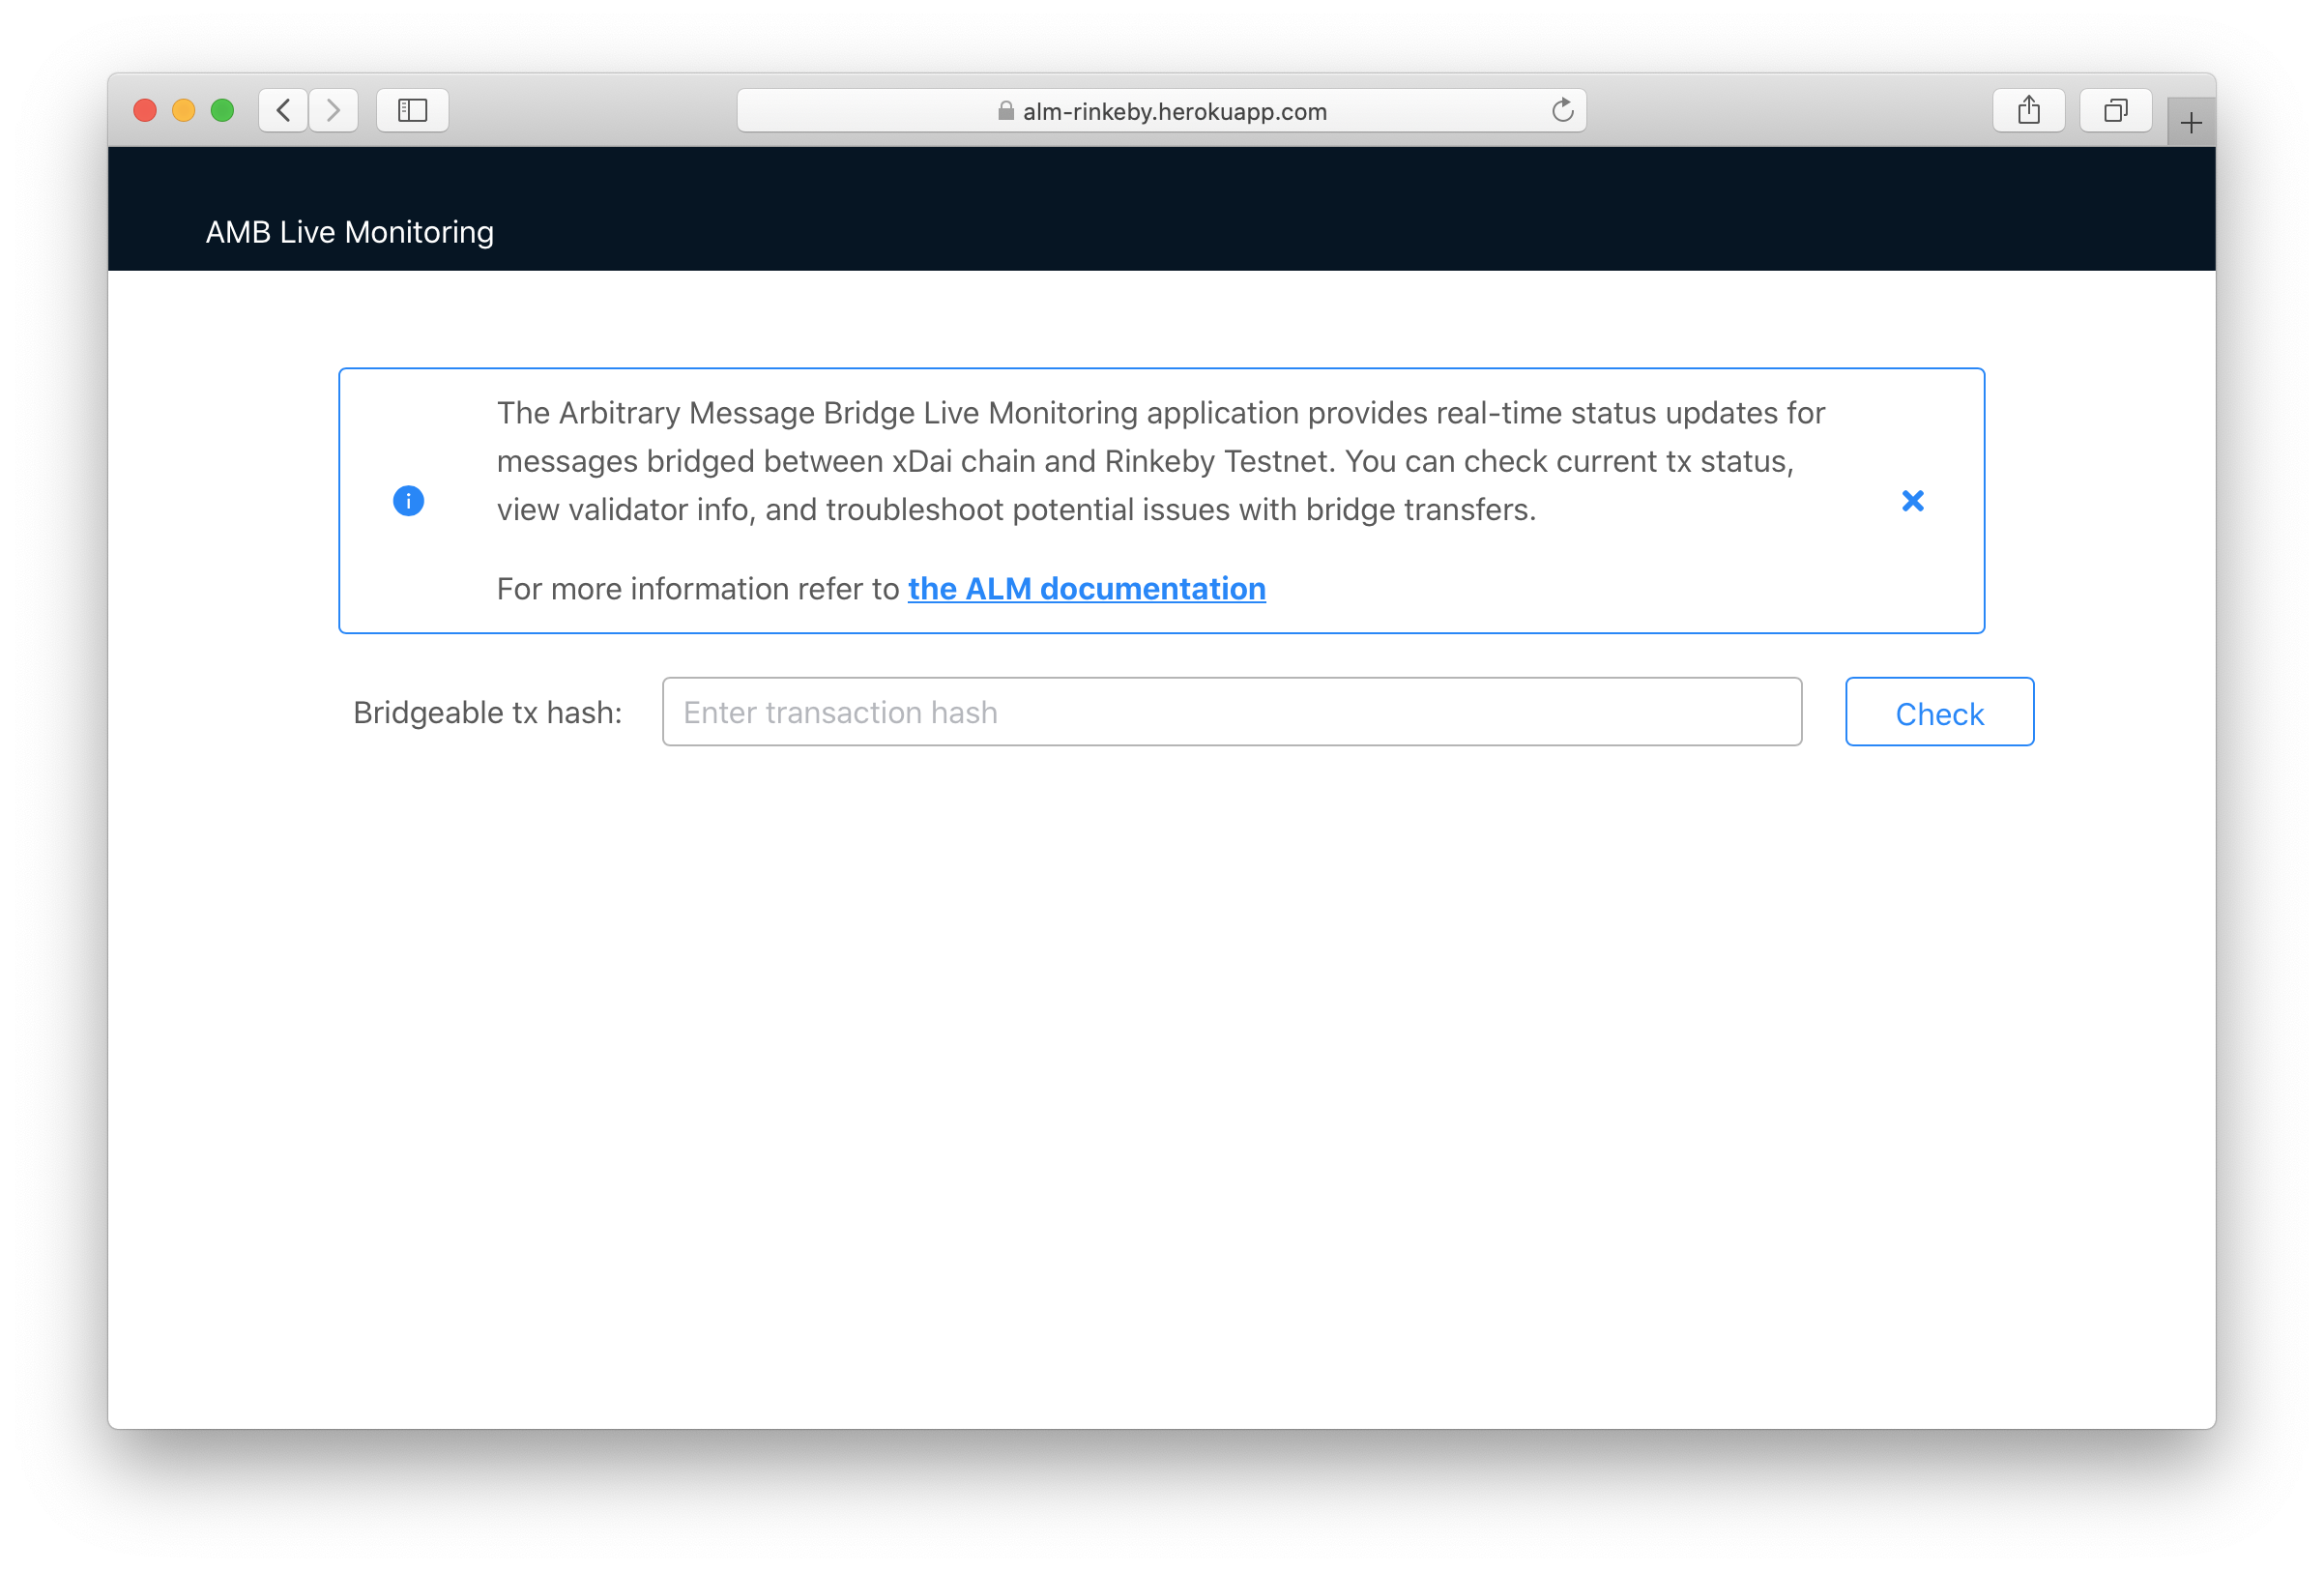 alm-rinkeby.herokuapp.com
AMB Live Monitoring
The Arbitrary Message Bridge Live Monitoring application provides real-time status updates for
messages bridged between xDai chain and Rinkeby Testnet. You can check current tx status,
view validator info, and troubleshoot potential issues with bridge transfers.
For more information refer to the ALM documentation
Bridgeable tx hash: Enter transaction hash Check